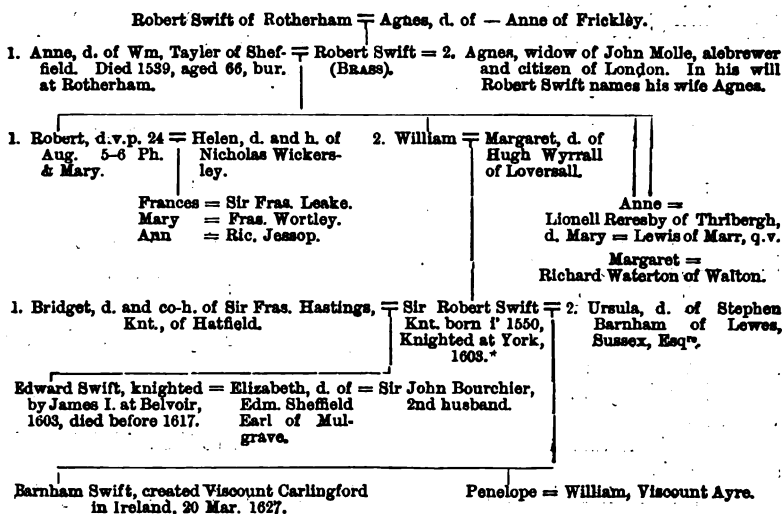 Robert Swift of Rotherham = Agnes, d. of — Anne of Frickley.
1. Anne, d. of Wm, Tayler of Shef- = Robert Swift = 2. Agnes, widow of John Molle, alebrewer
field. Died 1539, aged 66, bur. (BRASS). and citizen of London. In his will
at Rotherham. Robert Swift names his wife Agnes.
1. Robert, d.v.p. 24 = Helen, d. and h. of 2. William = Margaret, d. of
Aug. 5–6 Ph. Nicholas Wickers- Hugh Wyrrall
& Mary. ley. of Loversall.
Frances = Sir Fras. Leake.
Mary = Fras. Wortley.
Ann = Ric. Jessop.
Anne =
Lionell Reresby of Thribergh,
d. Mary = Lewis of Marr, q.v.
Margaret =
Richard Waterton of Walton.
1. Bridget, d. and co-h. of Sir Fras. Hastings, = Sir Robert Swift = 2. Ursula, d. of Stephen
Knt., of Hatfield. Knt. born i' 1550, Barnham of Lewes,
Knighted at York, Sussex, Esqre.
1603.*
Edward Swift, knighted = Elizabeth, d. of = Sir John Bourchier,
by James I. at Belvoir, Edm. Sheffield 2nd husband.
1603, died before 1617. Earl of Mul-
grave.
Barnham Swift, created Viscount Carlingford Penelope = William, Viscount Ayre.
in Ireland, 20 Mar. 1627.